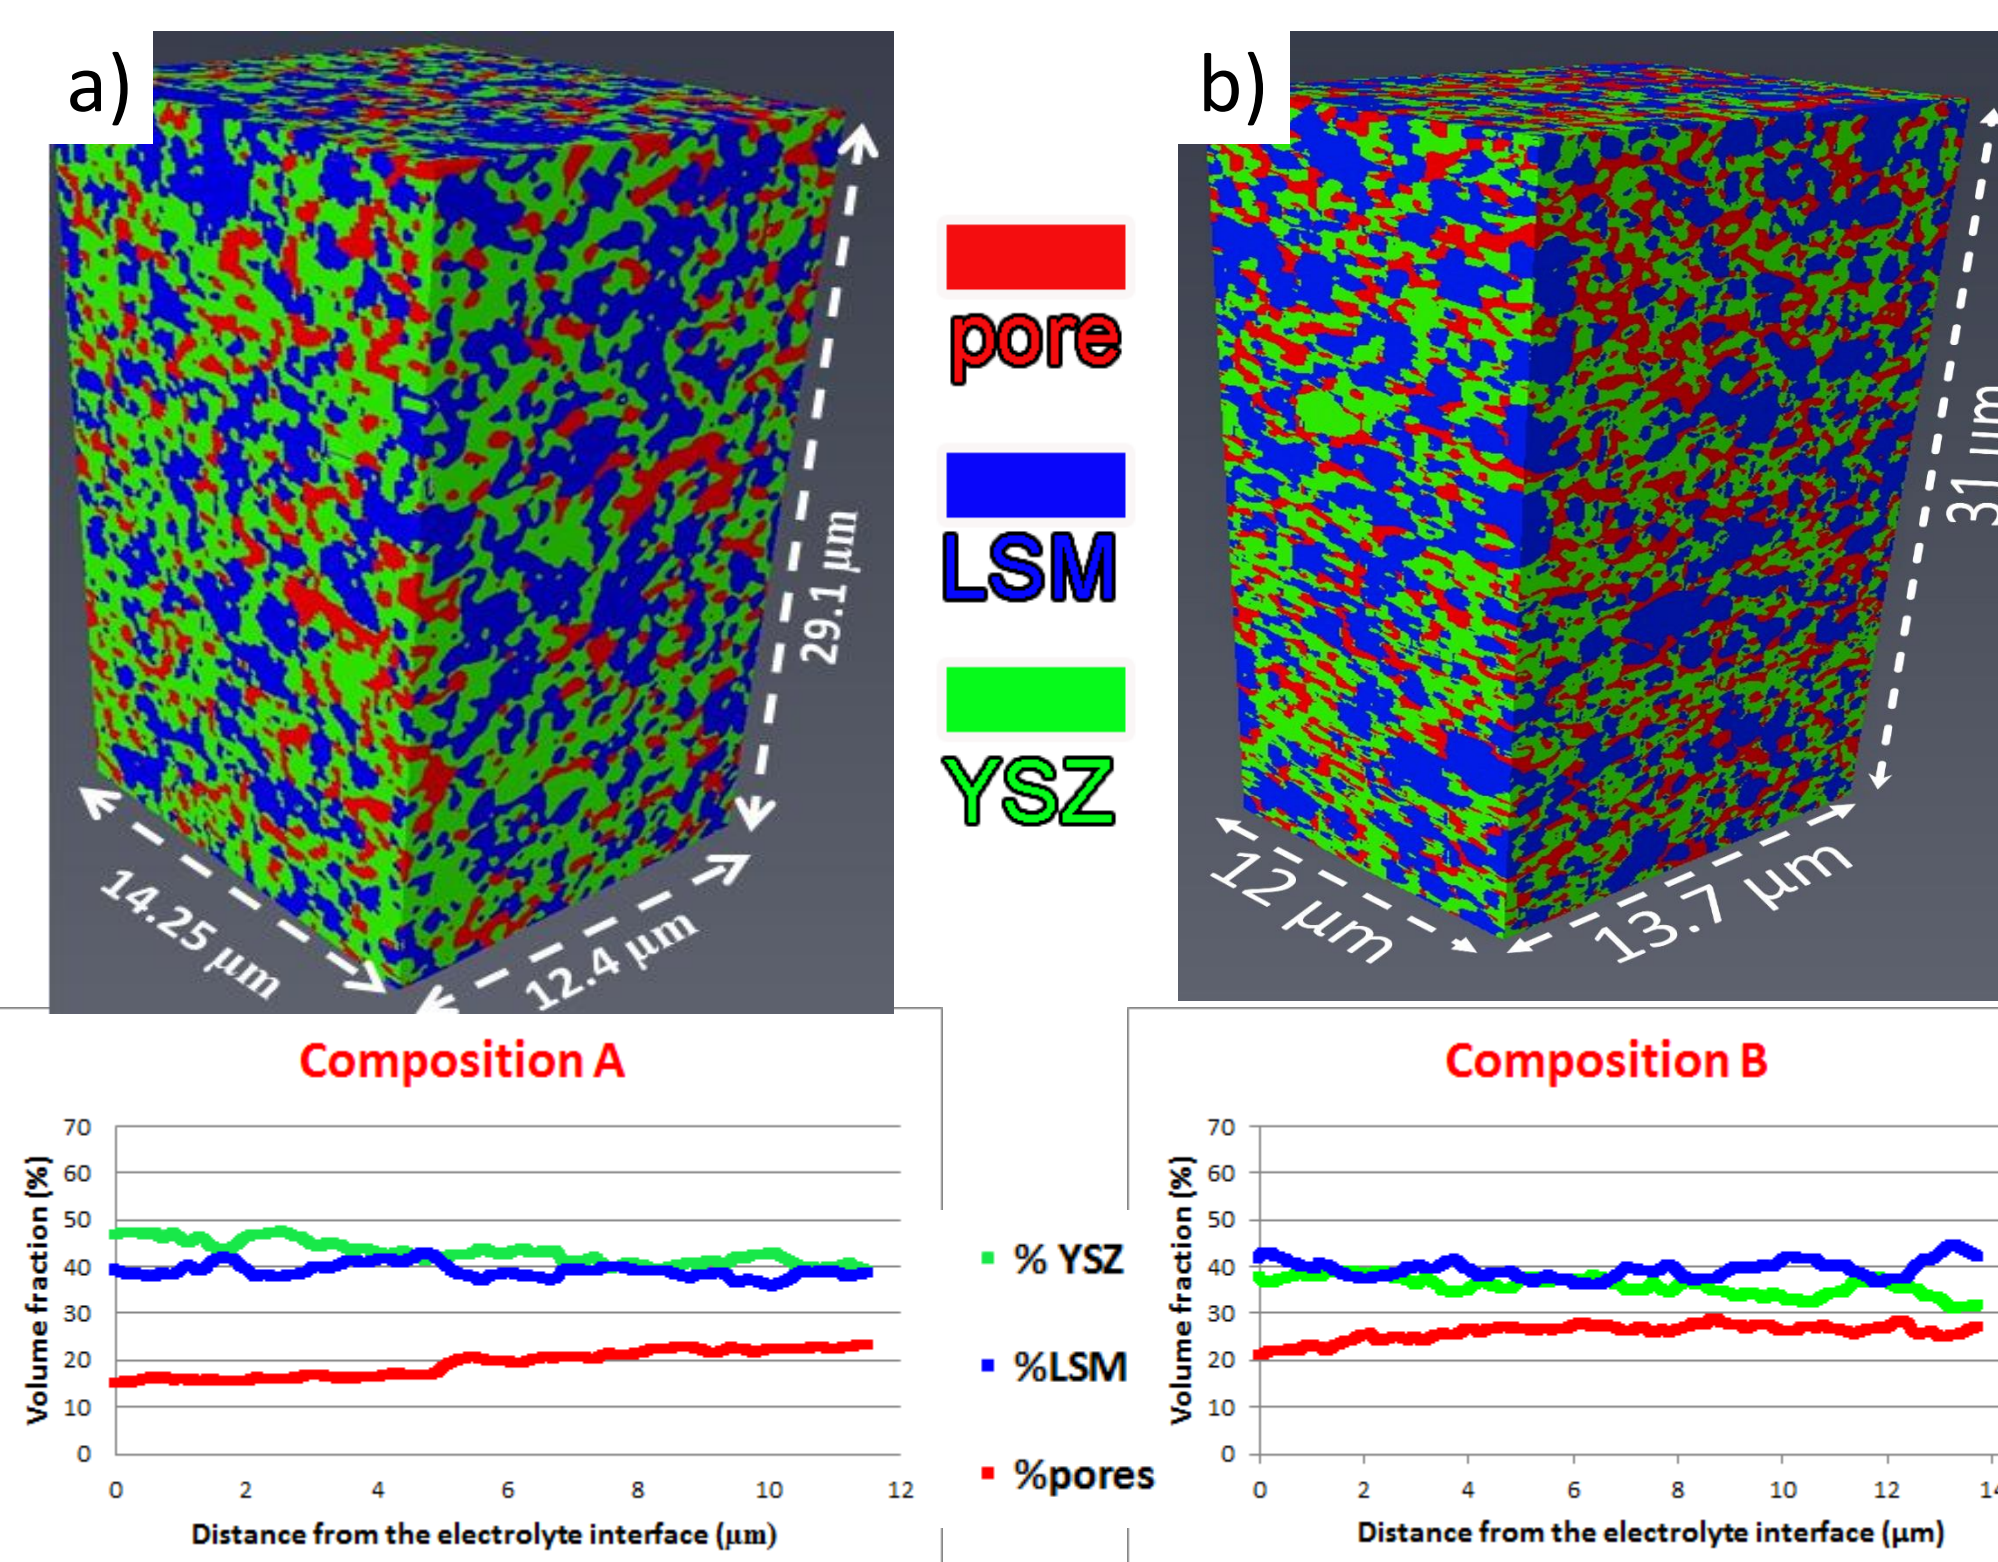 a)
b)
pore
LSM
YSZ
29.1 μm
14.25 μm
12.4 μm
31 μm
12 μm
13.7 μm
Composition A
Volume fraction (%)
70
60
50
40
30
20
10
0
0 2 4 6 8 10 12
Distance from the electrolyte interface (μm)
% YSZ
%LSM
%pores
Composition B
Volume fraction (%)
70
60
50
40
30
20
10
0
0 2 4 6 8 10 12 14
Distance from the electrolyte interface (μm)